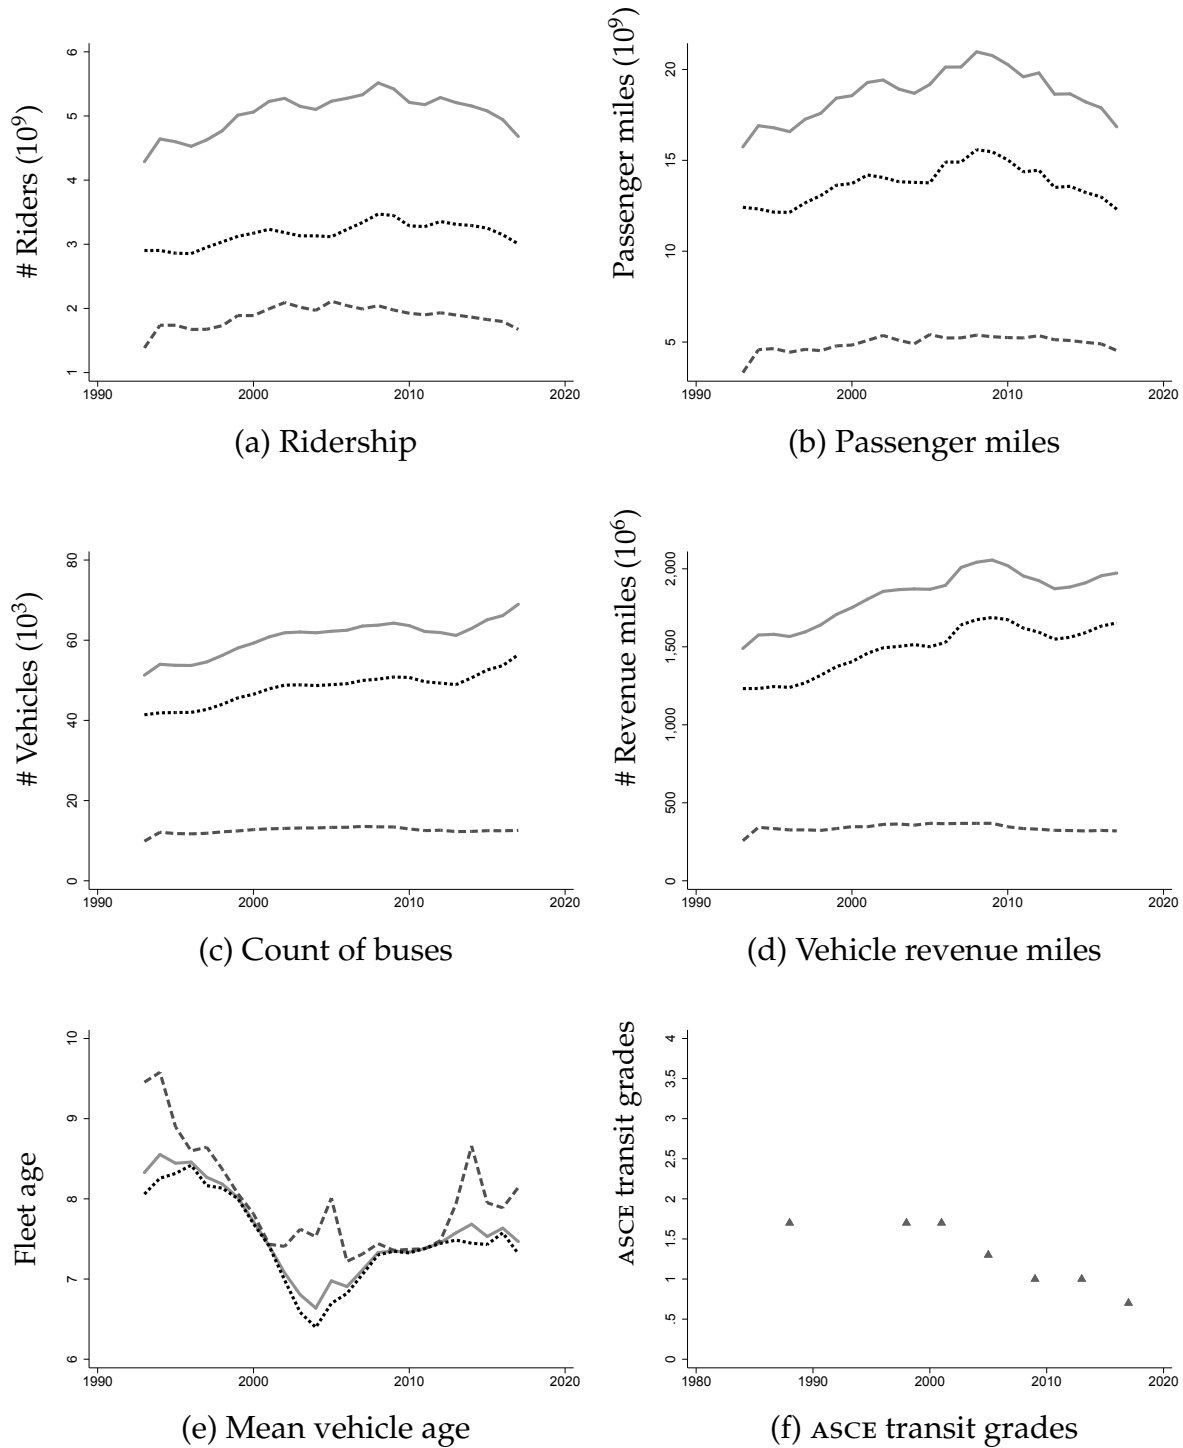 # Riders (10⁹)
6
5
4
3
2
1
1990 2000 2010 2020
(a) Ridership
Passenger miles (10⁹)
20
15
10
5
1990 2000 2010 2020
(b) Passenger miles
# Vehicles (10³)
80
60
40
20
0
1990 2000 2010 2020
(c) Count of buses
# Revenue miles (10⁶)
2,000
1,500
1,000
500
0
1990 2000 2010 2020
(d) Vehicle revenue miles
Fleet age
10
9
8
7
6
1990 2000 2010 2020
(e) Mean vehicle age
ASCE transit grades
4
3.5
3
2.5
2
1.5
1
.5
0
1980 1990 2000 2010 2020
(f) ASCE transit grades